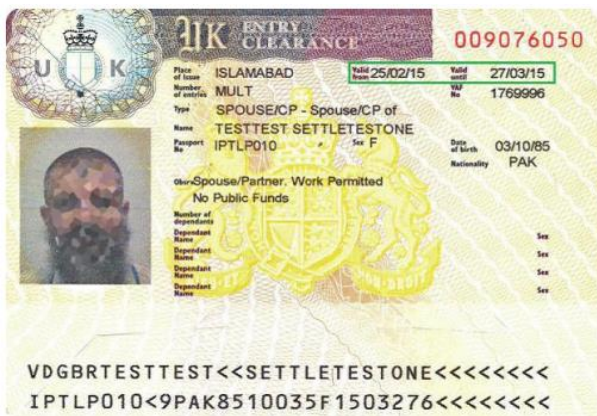 UK ENTRY CLEARANCE
009076050
U K
Place of Issue ISLAMABAD Valid from 25/02/15 Valid until 27/03/15
Number of entries MULT VAF No 1769996
Type SPOUSE/CP - Spouse/CP of
Name TESTTEST SETTLETESTONE Date of birth 03/10/85
Passport No IPTLP010 Sex F Nationality PAK
Obsrv Spouse/Partner. Work Permitted
No Public Funds
Number of dependants
Dependant Name Sex
Dependant Name Sex
Dependant Name Sex
Dependant Name Sex
VDGBRTESTTEST<<SETTLETESTONE<<<<<<<<
IPTLP010<9PAK8510035F1503276<<<<<<<<